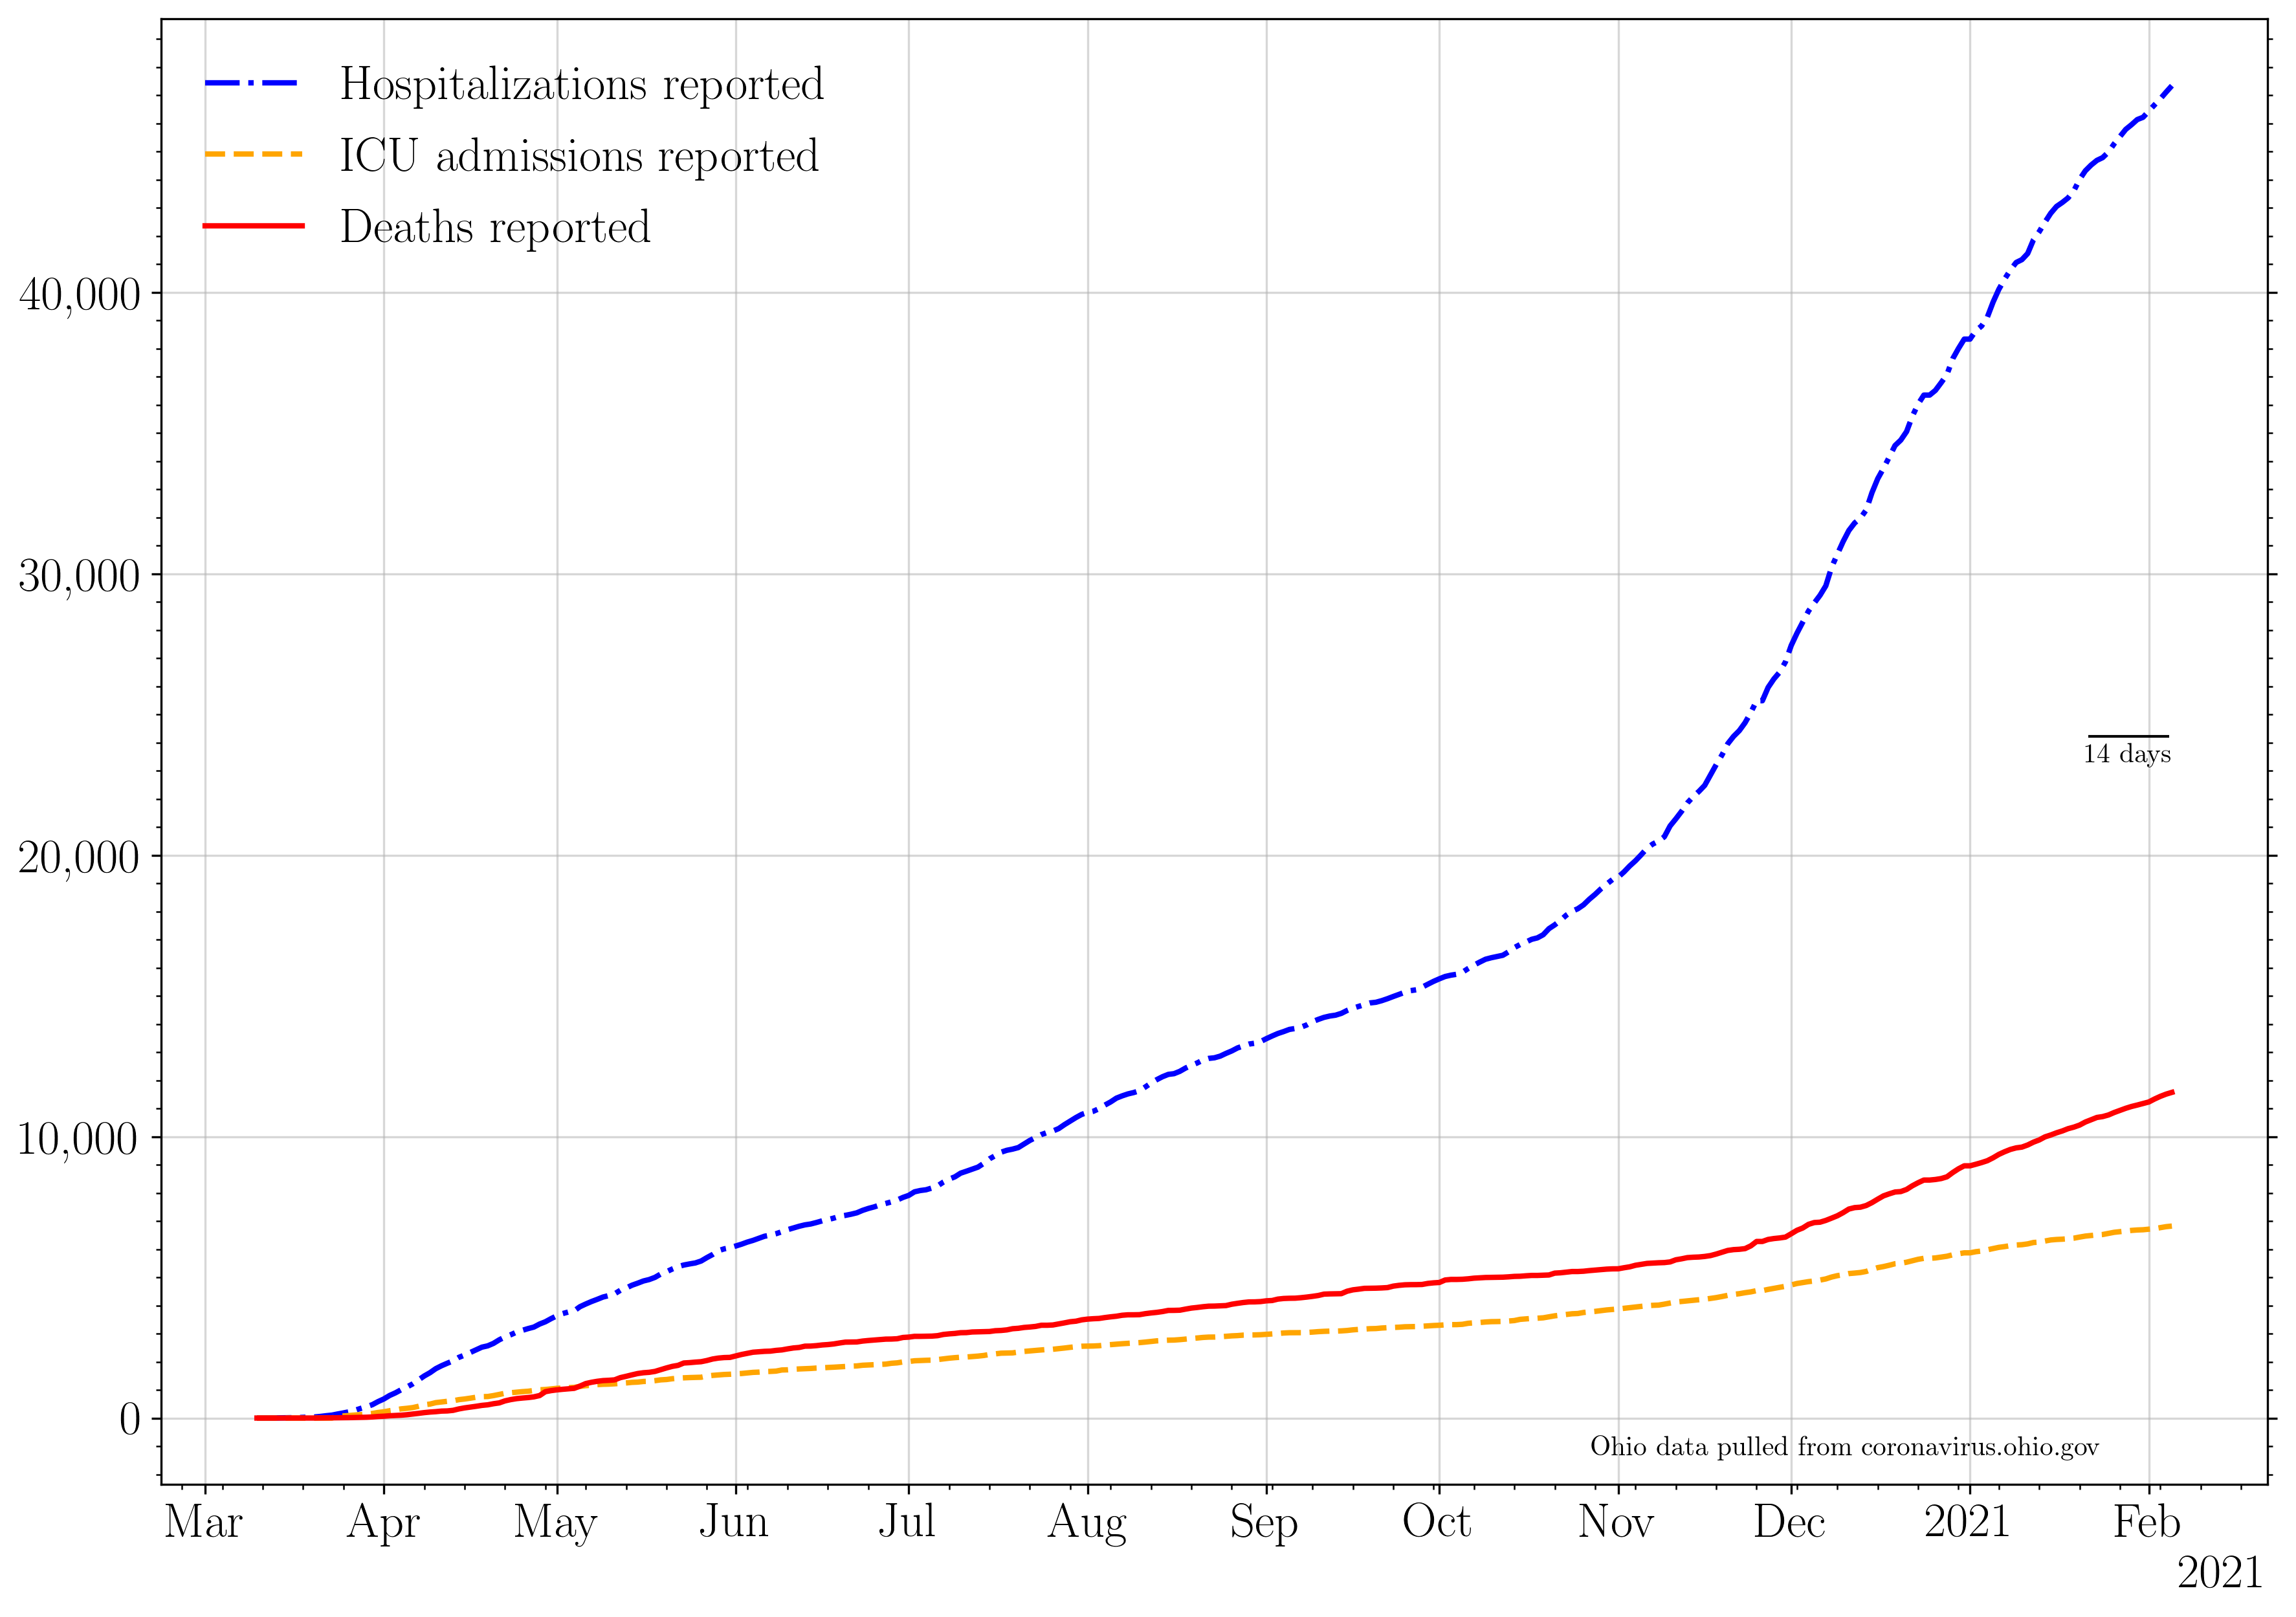 Hospitalizations reported
ICU admissions reported
Deaths reported
40,000
30,000
14 days
20,000
10,000
0
Ohio data pulled from coronavirus.ohio.gov
Mar Apr May Jun Jul Aug Sep Oct Nov Dec 2021 Feb
2021